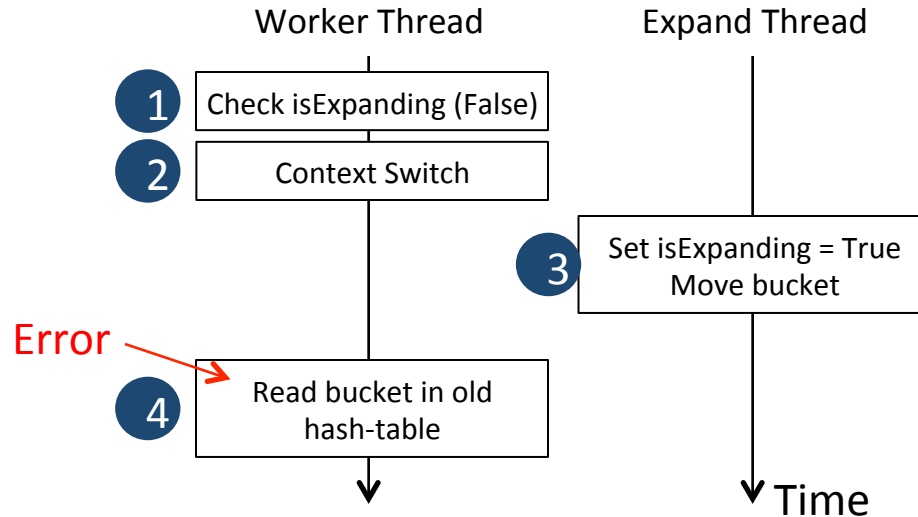 Worker Thread
Expand Thread
1
Check isExpanding (False)
2
Context Switch
3
Set isExpanding = True
Move bucket
Error
4
Read bucket in old
hash-table
Time